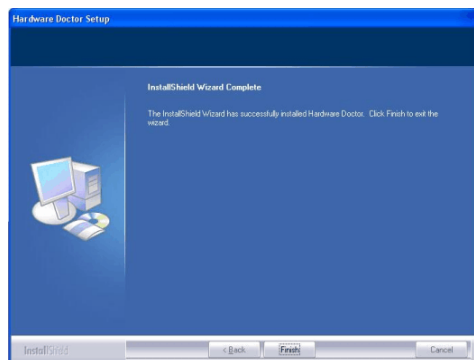 Hardware Doctor Setup
InstallShield Wizard Complete
The InstallShield Wizard has successfully installed Hardware Doctor. Click Finish to exit the
wizard.
InstallShield
< Back
Finish
Cancel